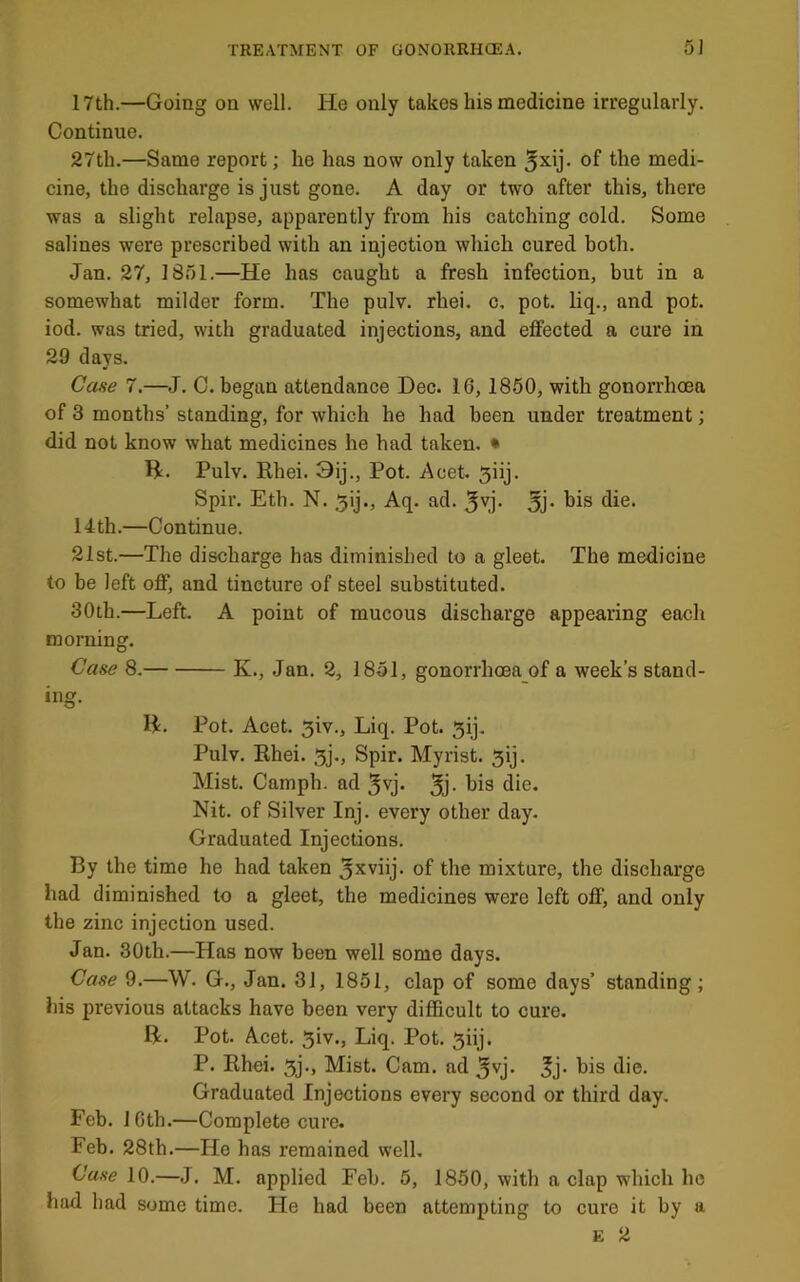 TREATMENT OF GONORRHŒA. 51
17th.—Going on well. He only takes his medicine irregularly.
Continue.
27th.—Same report; he has now only taken ℥xij. of the medi-
cine, the discharge is just gone. A day or two after this, there
was a slight relapse, apparently from his catching cold. Some
salines were prescribed with an injection which cured both.
Jan. 27, 1851.—He has caught a fresh infection, but in a
somewhat milder form. The pulv. rhei. c. pot. liq., and pot.
iod. was tried, with graduated injections, and effected a cure in
29 days.
Case 7.—J. C. began attendance Dec. 16, 1850, with gonorrhœa
of 3 months' standing, for which he had been under treatment;
did not know what medicines he had taken.
℞. Pulv. Rhei. ℈ij., Pot. Acet. ʒiij.
Spir. Eth. N. ʒij., Aq. ad. ℥vj. ℥j. bis die.
14th.—Continue.
21st.—The discharge has diminished to a gleet. The medicine
to be left off, and tincture of steel substituted.
30th.—Left. A point of mucous discharge appearing each
morning.
Case 8.— —— K., Jan. 2, 1851, gonorrhœa of a week's stand-
ing.
℞. Pot. Acet. ʒiv., Liq. Pot. ʒij.
Pulv. Rhei. ʒj., Spir. Myrist. ʒij.
Mist. Camph. ad ℥vj. ℥j. bis die.
Nit. of Silver Inj. every other day.
Graduated Injections.
By the time he had taken ℥xviij. of the mixture, the discharge
had diminished to a gleet, the medicines were left off, and only
the zinc injection used.
Jan. 30th.—Has now been well some days.
Case 9.—W. G., Jan. 31, 1851, clap of some days' standing;
his previous attacks have been very difficult to cure.
℞. Pot. Acet. ʒiv., Liq. Pot. ʒiij.
P. Rhei. ʒj., Mist. Cam. ad ℥vj. ℥j. bis die.
Graduated Injections every second or third day.
Feb. 16th.—Complete cure.
Feb. 28th.—He has remained well.
Case 10.—J. M. applied Feb. 5, 1850, with a clap which he
had had some time. He had been attempting to cure it by a
E 2